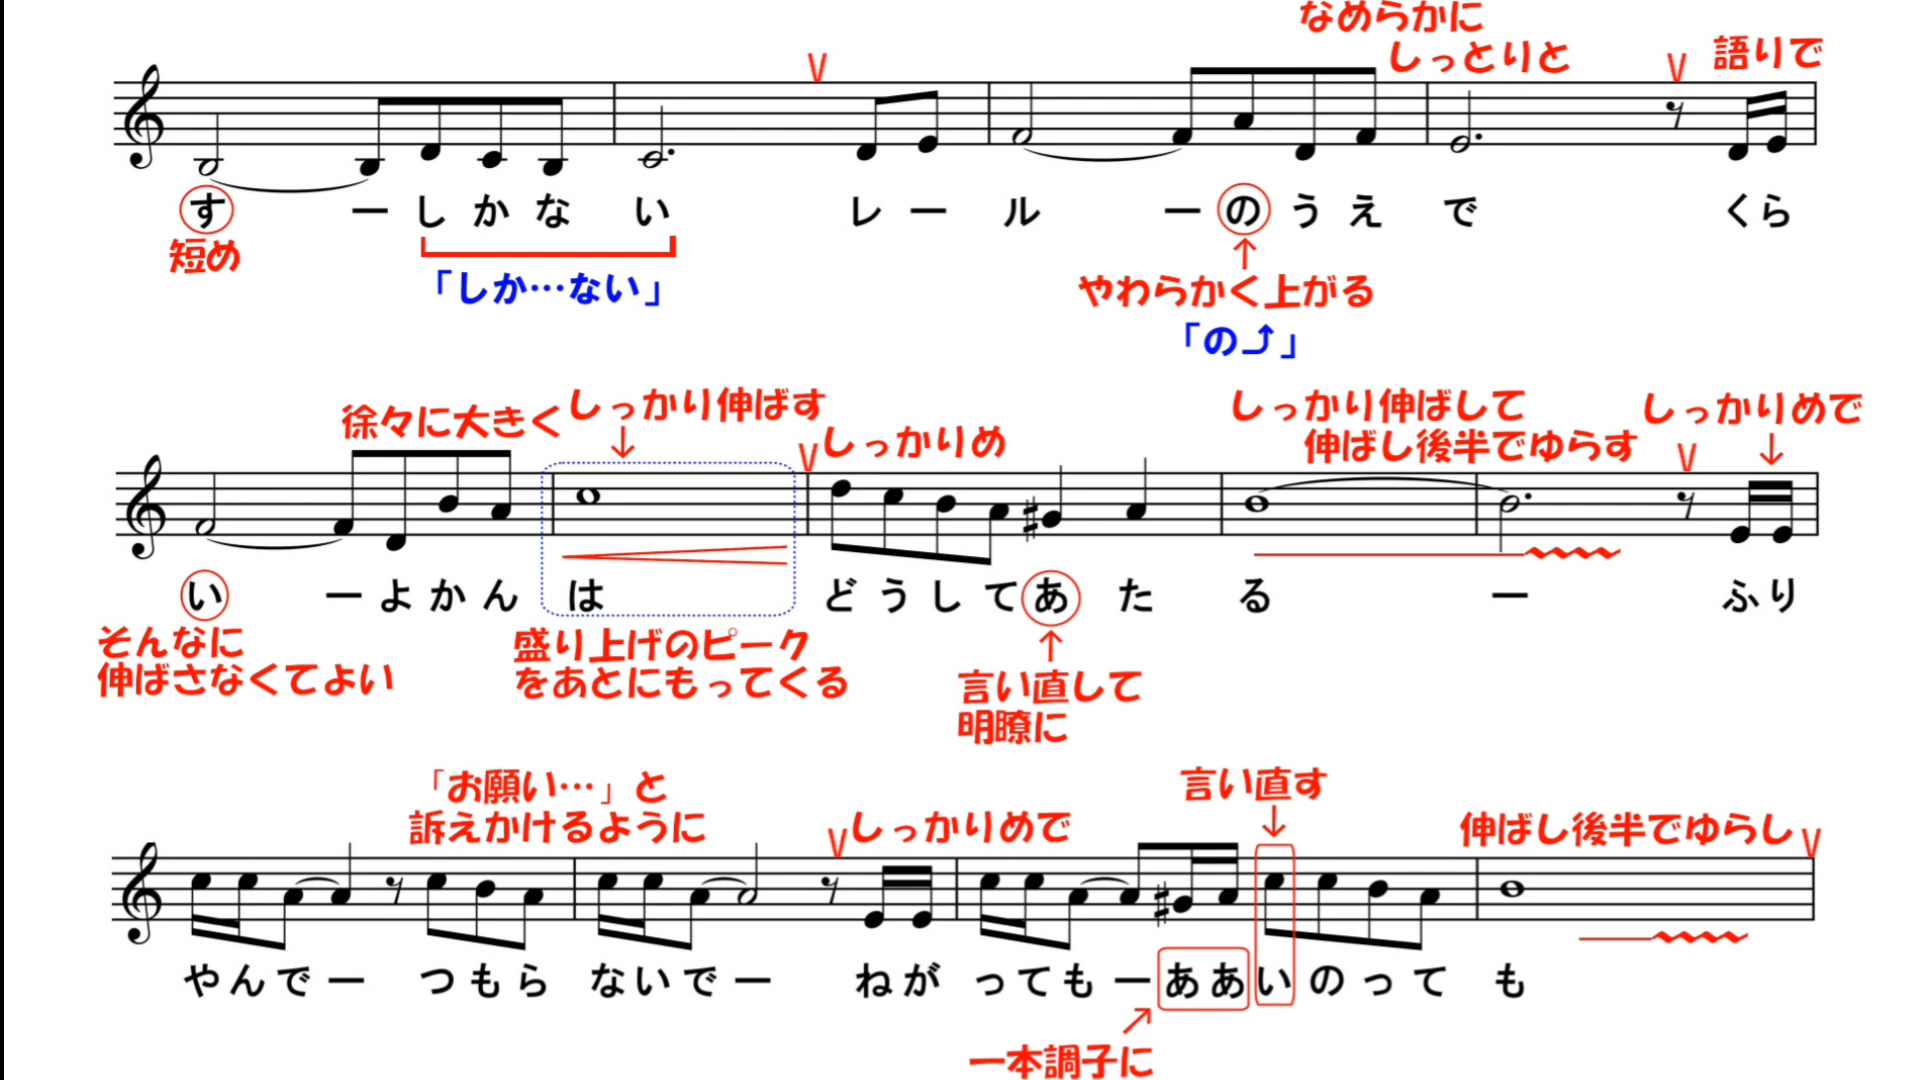 なめらかに
しっとりと
語りで
す ー し か な い レ ー ル ー の う え で く ら
短め
「しか…ない」
やわらかく上がる
「の⤴」
徐々に大きく
しっかり伸ばす
しっかりめ
しっかり伸ばして
伸ばし後半でゆらす
しっかりめで
い ー よ か ん は ど う し て あ た る ー ふ り
そんなに
伸ばさなくてよい
盛り上げのピーク
をあとにもってくる
言い直して
明瞭に
「お願い…」と
訴えかけるように
しっかりめで
言い直す
伸ばし後半でゆらし
や ん で ー つ も ら な い で ー ね が っ て も ー あ あ い の っ て も
一本調子に